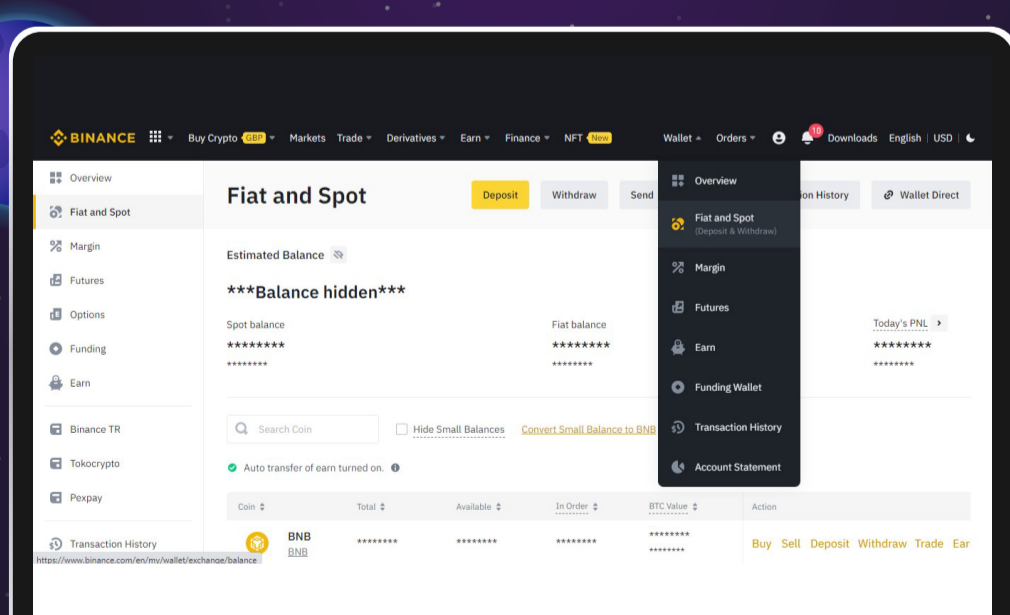 BINANCE Buy Crypto GBP Markets Trade Derivatives Earn Finance NFT New Wallet Orders 10 Downloads English | USD |
Overview
Fiat and Spot
Margin
Futures
Options
Funding
Earn
Binance TR
Tokocrypto
Pexpay
Transaction History
https://www.binance.com/en/my/wallet/exchange/balance
Fiat and Spot
Deposit Withdraw Send ion History Wallet Direct
Estimated Balance
***Balance hidden***
Spot balance Fiat balance Today's PNL
******** ******** ********
******** ******** ********
Search Coin Hide Small Balances Convert Small Balance to BNB
Auto transfer of earn turned on.
Coin Total Available In Order BTC Value Action
BNB ******** ******** ******** ******** Buy Sell Deposit Withdraw Trade Ear
BNB ********
Overview
Fiat and Spot
(Deposit & Withdraw)
Margin
Futures
Earn
Funding Wallet
Transaction History
Account Statement